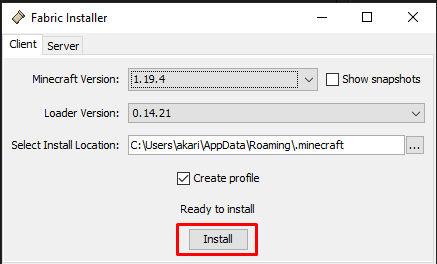 Fabric Installer
Client Server
Minecraft Version: 1.19.4 Show snapshots
Loader Version: 0.14.21
Select Install Location: C:\Users\akari\AppData\Roaming\.minecraft ...
Create profile
Ready to install
Install